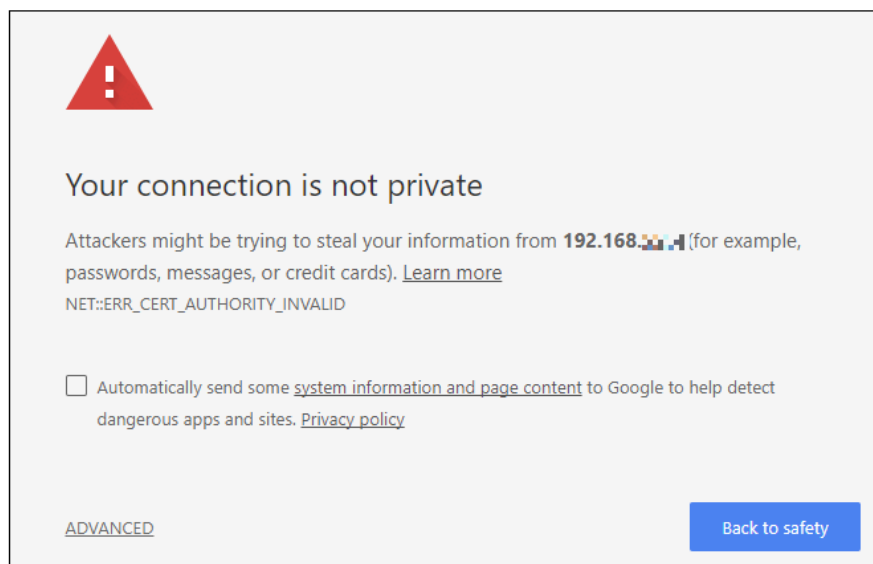 Your connection is not private
Attackers might be trying to steal your information from 192.168. (for example,
passwords, messages, or credit cards). Learn more
NET::ERR_CERT_AUTHORITY_INVALID
Automatically send some system information and page content to Google to help detect
dangerous apps and sites. Privacy policy
ADVANCED
Back to safety